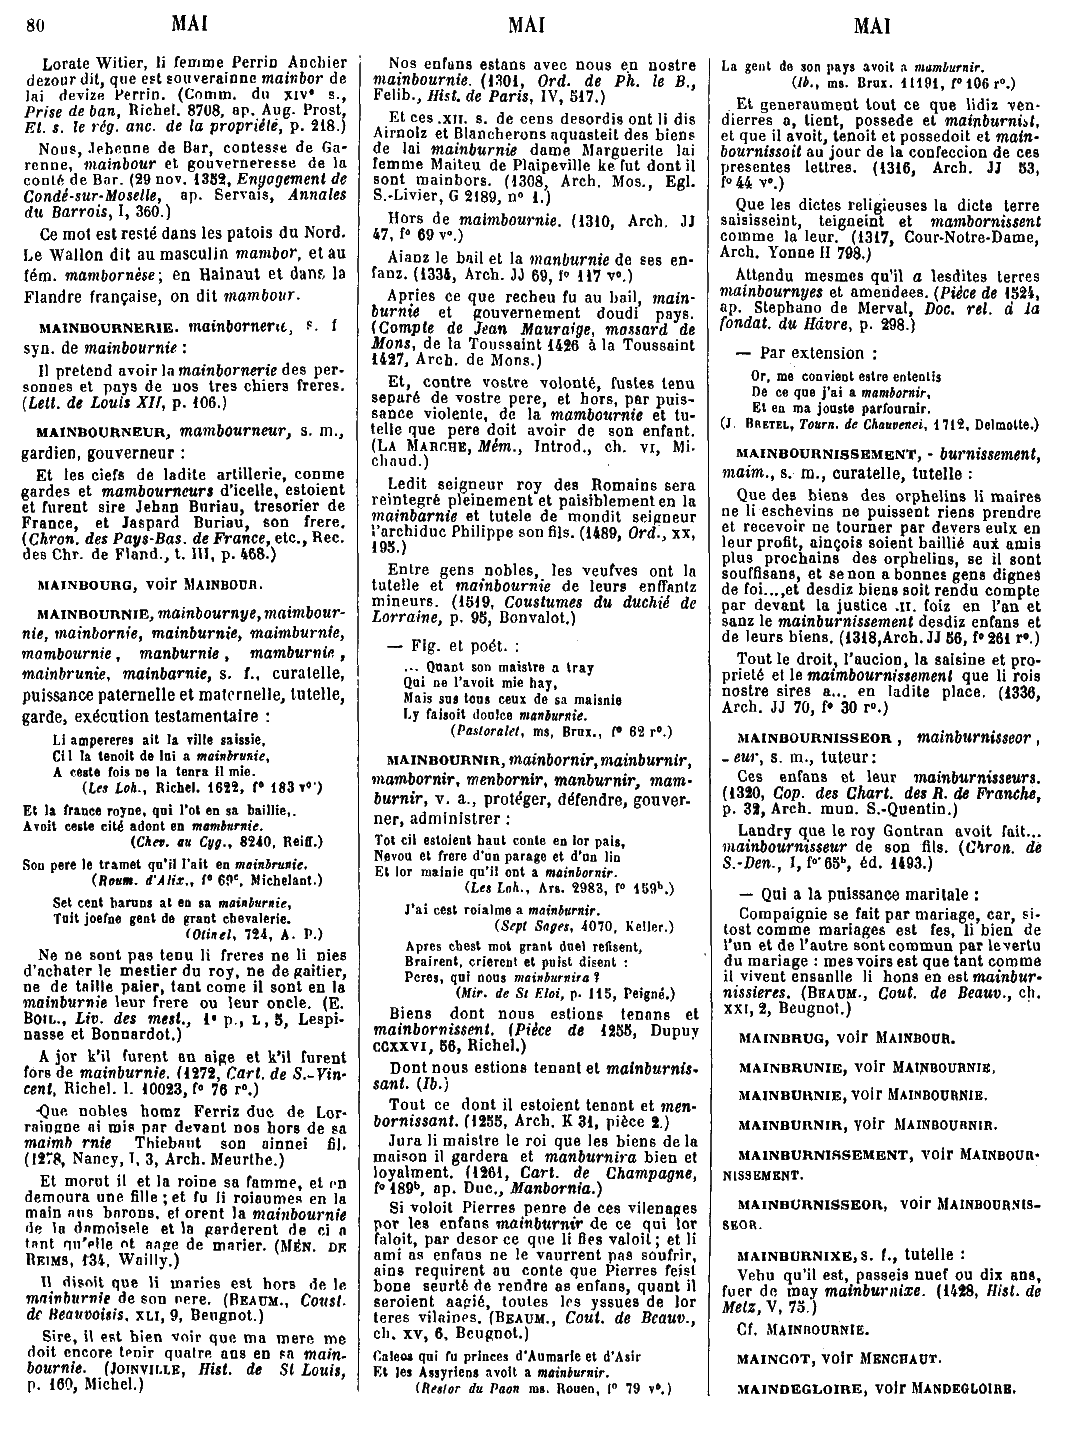 80 MAI MAI MAI
Lorate Witier, li femme Perrin Anchier
dezour dit, que est souverainne mainbor de
lai devize Perrin. (Comm. du XIVe s.,
Prise de ban, Richel. 8708, ap. Aug. Prost,
Et. s. le rég. anc. de la propriété, p. 218.)
Nous, Jehenne de Bar, contesse de Ga-
renne, mainbour et gouverneresse de la
conté de Bar. (29 nov. 1352, Engagement de
Condé-sur-Moselle, ap. Servais, Annales
du Barrois, I, 360.)
Ce mot est resté dans les patois du Nord.
Le Wallon dit au masculin mambor, et au
fém. mambornèse; en Hainaut et dans la
Flandre française, on dit mambour.
MAINBOURNERIE. mainbornerie, s. f
syn. de mainbournie :
Il pretend avoir la mainbornerie des per-
sonnes et pays de nos tres chiers freres.
(Lett. de Louis XII, p. 106.)
MAINBOURNEUR, mambourneur, s. m.,
gardien, gouverneur :
Et les ciefs de ladite artillerie, conme
gardes et mambourneurs d'icelle, estoient
et furent sire Jehan Buriau, tresorier de
France, et Jaspard Buriau, son frere.
(Chron. des Pays-Bas. de France, etc., Rec.
des Chr. de Fland., t. III, p. 468.)
MAINBOURG, voir MAINBOUR.
MAINBOURNIE, mainbournye, maimbour-
nie, mainbornie, mainburnie, maimburnie,
mambournie, manburnie, mamburnie,
mainbrunie, mainbarnie, s. f., curatelle,
puissance paternelle et maternelle, tutelle,
garde, exécution testamentaire :
Li ampereres ait la ville saissie,
Cil la tenoit de lui a mainbrunie,
A ceste fois ne la tenra il mie.
(Les Loh., Richel. 1622, f° 183 v°)
Et la france royne, qui l'ot en sa baillie,.
Avoit ceste cité adont en mamburnie.
(Chev. au Cyg., 8240, Reiff.)
Son pere le tramet qu'il l'ait en mainbrunie.
(Roum. d'Alix., f° 69c, Michelant.)
Set cent baruns at en sa mainburnie,
Tuit joefne gent de grant chevalerie.
(Otinel, 724, A. P.)
Ne ne sont pas tenu li freres ne li nies
d'achater le mestier du roy, ne de gaitier,
ne de taille paier, tant come il sont en la
mainburnie leur frere ou leur oncle. (E.
BOIL., Liv. des mest., 1e p., L, 5, Lespi-
nasse et Bonnardot.)
A jor k'il furent an aige et k'il furent
fors de mainburnie. (1272, Cart. de S.-Vin-
cent, Richel. l. 10023, f° 76 r°.)
Que nobles homz Ferriz duc de Lor-
raingne ai mis par devant nos hors de sa
maimb rnie Thiebaut son ainnei fil.
(1278, Nancy, I, 3, Arch. Meurthe.)
Et morut il et la roine sa famme, et en
demoura une fille; et fu li roiaumes en la
main aus barons, et orent la mainbournie
de la damoisele et la garderent de ci a
tant qu'elle ot aage de marier. (MÉN. DE
REIMS, 134, Wailly.)
Il disoit que li maries est hors de le
mainburnie de son pere. (BEAUM., Coust.
de Beauvoisis, XLI, 9, Beugnot.)
Sire, il est bien voir que ma mere me
doit encore tenir quatre ans en sa main-
bournie. (JOINVILLE, Hist. de St Louis,
p. 160, Michel.)
Nos enfans estans avec nous en nostre
mainbournie. (1301, Ord. de Ph. le B.,
Felib., Hist. de Paris, IV, 517.)
Et ces .XII. s. de cens desordis ont li dis
Airnolz et Blancherons aquasteit des biens
de lai mainburnie dame Marguerite lai
femme Maiteu de Plaipeville ke fut dont il
sont mainbors. (1308, Arch. Mos., Egl.
S.-Livier, G 2189, n° 1.)
Hors de maimbournie. (1310, Arch. JJ
47, f° 69 v°.)
Aianz le bail et la manburnie de ses en-
fanz. (1334, Arch. JJ 69, f° 117 v°.)
Apries ce que recheu fu au bail, main-
burnie et gouvernement doudi pays.
(Compte de Jean Mauraige, massard de
Mons, de la Toussaint 1426 à la Toussaint
1427, Arch. de Mons.)
Et, contre vostre volonté, fustes tenu
separé de vostre pere, et hors, par puis-
sance violente, de la mambournie et tu-
telle que pere doit avoir de son enfant.
(LA MARCHE, Mém., Introd., ch. VI, Mi-
chaud.)
Ledit seigneur roy des Romains sera
reintegré pleinement et paisiblement en la
mainbarnie et tutele de mondit seigneur
l'archiduc Philippe son fils. (1489, Ord., XX,
195.)
Entre gens nobles, les veufves ont la
tutelle et mainbournie de leurs enffantz
mineurs. (1519, Coustumes du duchié de
Lorraine, p. 95, Bonvalot.)
— Fig. et poét. :
... Quant son maistre a tray
Qui ne l'avoit mie hay,
Mais sus tous ceux de sa maisnie
Ly faisoit doulce manburnie.
(Pastoralet, ms. Brux., f° 62 r°.)
MAINBOURNIR, mainbornir, mainburnir,
mambornir, menbornir, manburnir, mam-
burnir, v. a., protéger, défendre, gouver-
ner, administrer :
Tot cil estoient haut conte en lor pais,
Nevou et frere d'un parage et d'un lin
Et lor mainie qu'il ont a mainbornir.
(Les Loh., Ars. 2983, f° 159b.)
J'ai cest roialme a mainburnir.
(Sept Sages, 4070, Keller.)
Apres chest mot grant duel refisent,
Brairent, crierent et puist disent :
Peres, qui nous mainburnira ?
(Mir. de St Eloi, p. 115, Peigné.)
Biens dont nous estions tenans et
mainbornissent. (Pièce de 1255, Dupuy
CCXXVI, 56, Richel.)
Dont nous estions tenant et mainburnis-
sant. (Ib.)
Tout ce dont il estoient tenant et men-
bornissant. (1255, Arch. K 31, pièce 2.)
Jura li maistre le roi que les biens de la
maison il gardera et manburnira bien et
loyalment. (1261, Cart. de Champagne,
f° 189b, ap. Duc., Manbornia.)
Si voloit Pierres penre de ces vilenages
por les enfans mainburnir de ce qui lor
faloit, par desor ce que li fies valoit; et li
ami as enfans ne le vaurrent pas soufrir,
ains requirent au conte que Pierres feist
bone seurté de rendre as enfans, quant il
seroient aagié, toutes les yssues de lor
teres vilaines. (BEAUM., Cout. de Beauv.,
ch. XV, 6, Beugnot.)
Caleos qui fu princes d'Aumarie et d'Asir
Et les Assyriens avoit a mainburnir.
(Restor du Paon ms. Rouen, f° 79 v°.)
La gent de son pays avoit a mamburnir.
(Ib., ms. Brux. 11191, f° 106 r°.)
Et generaument tout ce que lidiz ven-
dierres a, tient, possede et mainburnist,
et que il avoit, tenoit et possedoit et main-
bournissoit au jour de la confeccion de ces
presentes lettres. (1316, Arch. JJ 53,
f° 44 v°.)
Que les dictes religieuses la dicte terre
saisisseint, teigneint et mambornissent
comme la leur. (1317, Cour-Notre-Dame,
Arch. Yonne H 798.)
Attendu mesmes qu'il a lesdites terres
mainbournyes et amendees. (Pièce de 1524,
ap. Stephano de Merval, Doc. rel. à la
fondat. du Hâvre, p. 298.)
— Par extension :
Or, me convient estre ententis
De ce que j'ai a mambornir,
Et en ma jouste parfournir.
(J. BRETEL, Tourn. de Chauvenci, 1712, Delmotte.)
MAINBOURNISSEMENT, - burnissement,
maim., s. m., curatelle, tutelle :
Que des biens des orphelins li maires
ne li eschevins ne puissent riens prendre
et recevoir ne tourner par devers eulx en
leur profit, ainçois soient baillié aux amis
plus prochains des orphelins, se il sont
souffisans, et se non a bonnes gens dignes
de foi...,et desdiz biens soit rendu compte
par devant la justice .II. foiz en l'an et
sanz le mainburnissement desdiz enfans et
de leurs biens. (1318, Arch. JJ 56, f° 261 r°.)
Tout le droit, l'aucion, la saisine et pro-
prieté et le maimbournissement que li rois
nostre sires a... en ladite place. (1336,
Arch. JJ 70, f° 30 r°.)
MAINBOURNISSEOR, mainburnisseor,
- eur, s. m., tuteur :
Ces enfans et leur mainburnisseurs.
(1320, Cop. des Chart. des R. de Franche,
p. 32, Arch. mun. S.-Quentin.)
Landry que le roy Gontran avoit fait...
mainbournisseur de son fils. (Chron. de
S.-Den., I, f° 65b, éd. 1493.)
— Qui a la puissance maritale :
Compaignie se fait par mariage, car, si-
tost comme mariages est fes, li bien de
l'un et de l'autre sont commun par le vertu
du mariage : mes voirs est que tant comme
il vivent ensanlle li hons en est mainbur-
nissieres. (BEAUM., Cout. de Beauv., ch.
XXI, 2, Beugnot.)
MAINBRUG, voir MAINBOUR.
MAINBRUNIE, voir MAINBOURNIE.
MAINBURNIE, voir MAINBOURNIE.
MAINBURNIR, voir MAINBOURNIR.
MAINBURNISSEMENT, voir MAINBOUR-
NISSEMENT.
MAINBURNISSEOR, voir MAINBOURNIS-
SEOR.
MAINBURNIXE, s. f., tutelle :
Vehu qu'il est, passeis nuef ou dix ans,
fuer de may mainburnixe. (1428, Hist. de
Metz, V, 75.)
Cf. MAINBOURNIE.
MAINCOT, voir MENCHAUT.
MAINDEGLOIRE, voir MANDEGLOIRE.